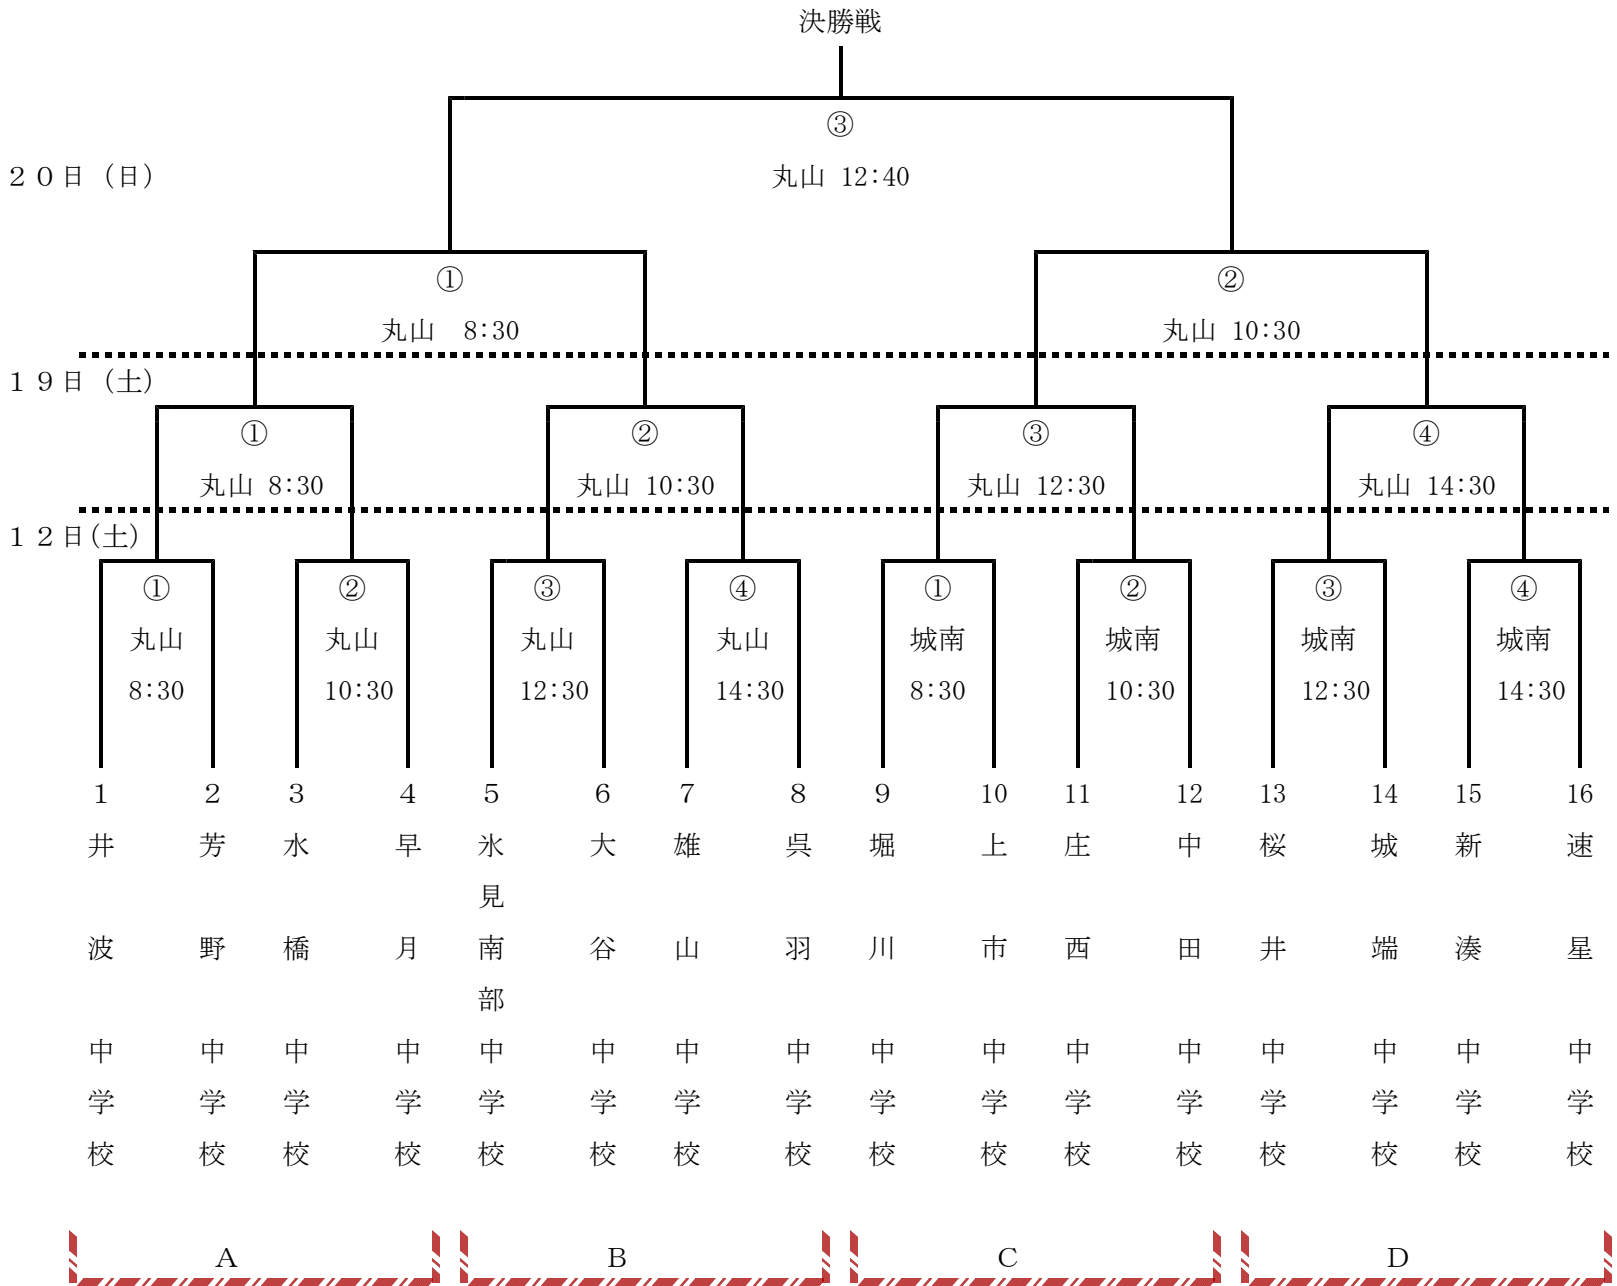 決勝戦
③
２０日（日）
丸山 12:40
①
②
丸山　8:30
丸山 10:30
１９日（土）
①
②
③
④
丸山 8:30
丸山 10:30
丸山 12:30
丸山 14:30
１２日(土)
①
②
③
④
①
②
③
④
丸山
丸山
丸山
丸山
城南
城南
城南
城南
8:30
10:30
12:30
14:30
8:30
10:30
12:30
14:30
１
２
３
４
５
６
７
８
９
10
11
12
13
14
15
16
井波中学校
芳野中学校
水橋中学校
早月中学校
氷見南部中学校
大谷中学校
雄山中学校
呉羽中学校
堀川中学校
上市中学校
庄西中学校
中田中学校
桜井中学校
城端中学校
新湊中学校
速星中学校
Ａ
Ｂ
Ｃ
Ｄ